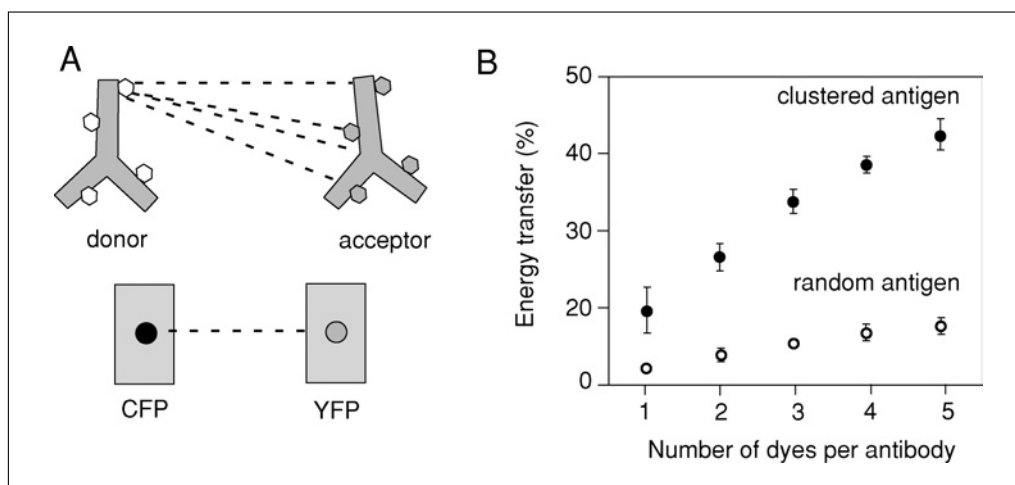 A
donor
acceptor
CFP
YFP
B
Energy transfer (%)
50
40
30
20
0
clustered antigen
random antigen
1 2 3 4 5
Number of dyes per antibody